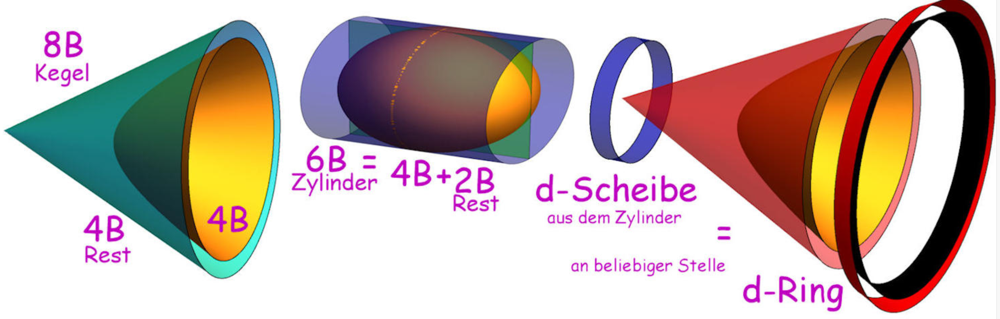 8B
Kegel
4B
Rest
4B
6B = 4B+2B
Zylinder
Rest
d-Scheibe
aus dem Zylinder
=
an beliebiger Stelle
d-Ring